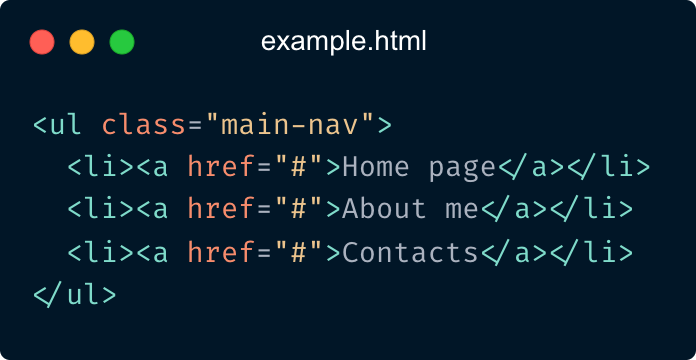 example.html
<ul class="main-nav">
  <li><a href="#">Home page</a></li>
  <li><a href="#">About me</a></li>
  <li><a href="#">Contacts</a></li>
</ul>